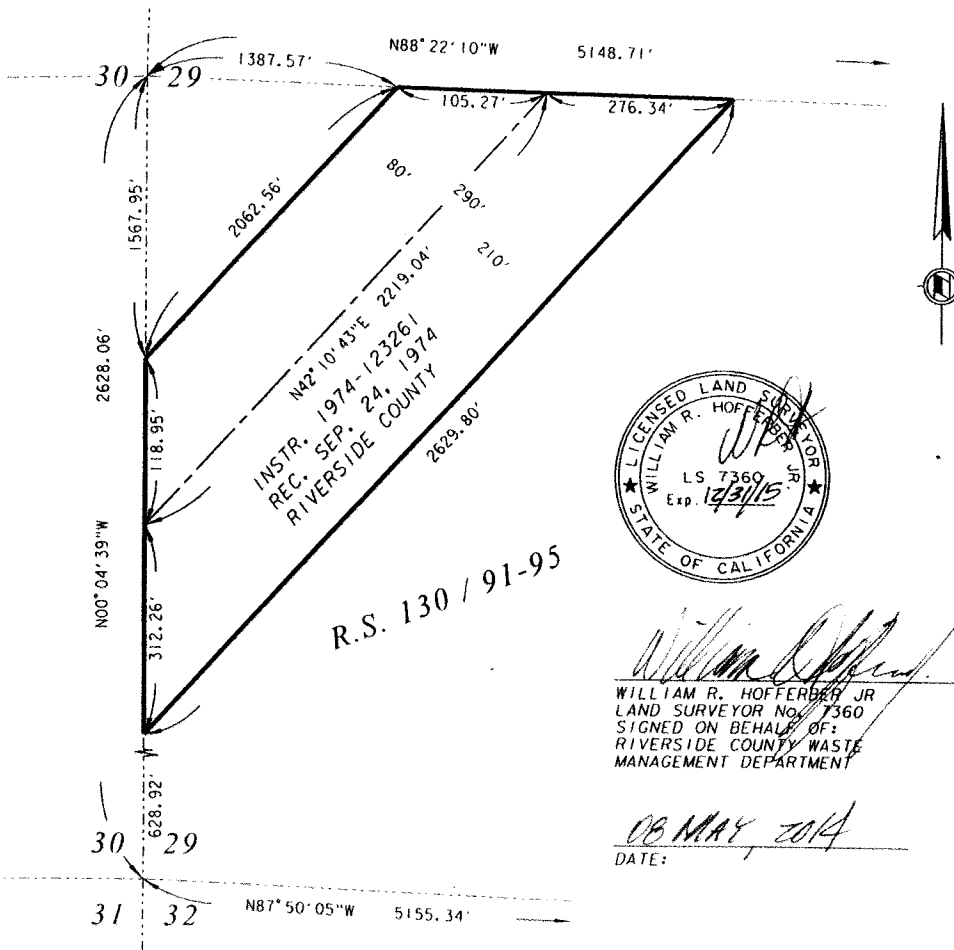 N88°22'10"W 5148.71'
1387.57'
30 29
105.27' 276.34'
1567.95'
2062.56'
80'
290'
210'
2628.06'
N42°10'43"E 2219.04'
INSTR. 1974-123261
REC. SEP. 24, 1974
RIVERSIDE COUNTY
2629.80'
118.95'
N00°04'39"W
312.26'
R.S. 130 / 91-95
LICENSED LAND SURVEYOR
WILLIAM R. HOFFERBER JR.
LS 7360
Exp. 12/31/15
STATE OF CALIFORNIA
WILLIAM R. HOFFERBER JR
LAND SURVEYOR No. 7360
SIGNED ON BEHALF OF:
RIVERSIDE COUNTY WASTE
MANAGEMENT DEPARTMENT
08 MAY, 2014
DATE:
628.92'
30 29
31 32
N87°50'05"W 5155.34'